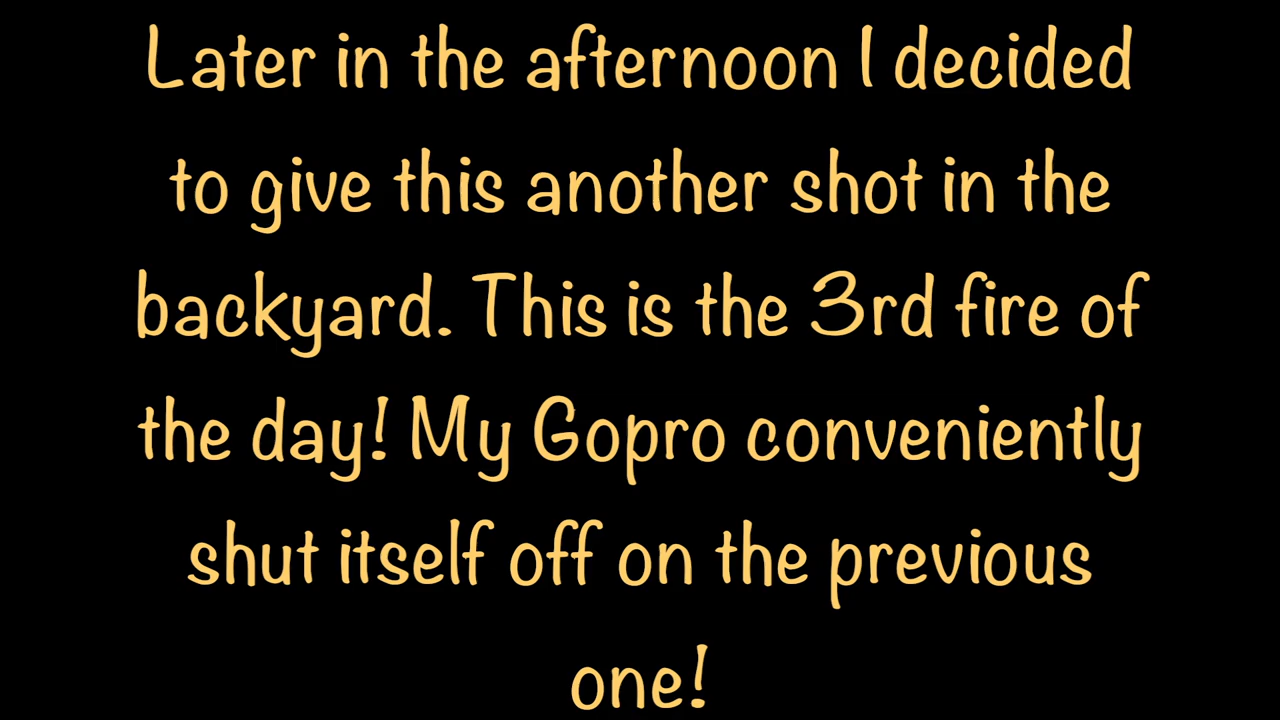 Later in the afternoon I decided
to give this another shot in the
backyard. This is the 3rd fire of
the day! My Gopro conveniently
shut itself off on the previous
one!